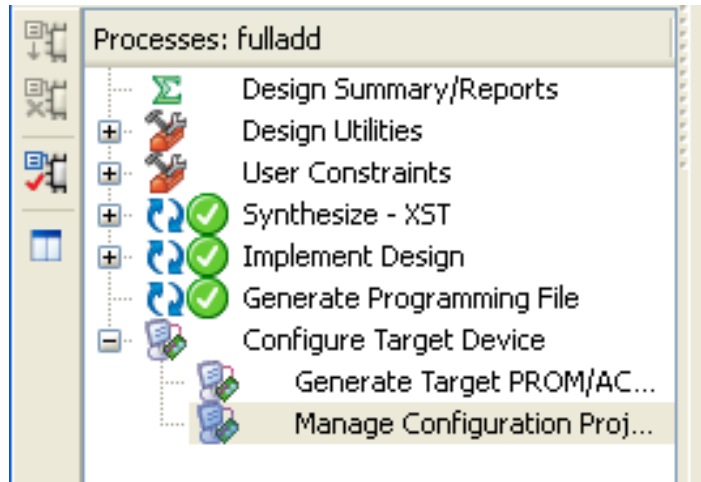 Processes: fulladd
Design Summary/Reports
Design Utilities
User Constraints
Synthesize - XST
Implement Design
Generate Programming File
Configure Target Device
Generate Target PROM/AC...
Manage Configuration Proj...